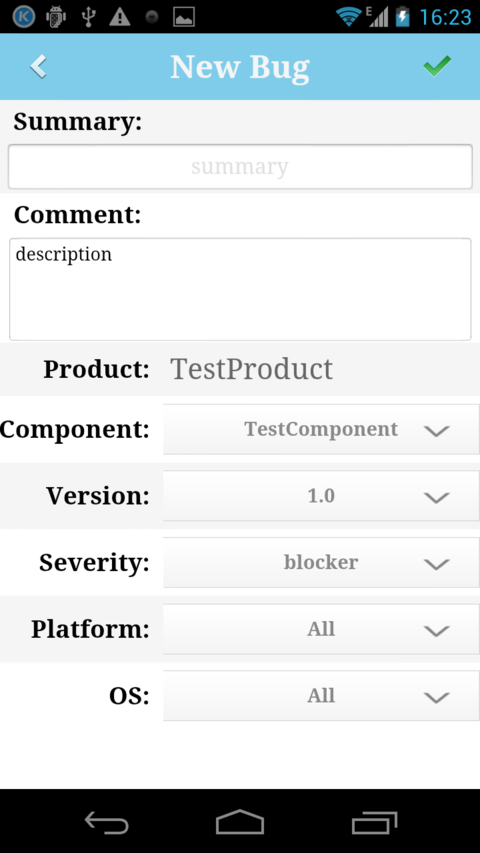 E 16:23
New Bug
Summary:
summary
Comment:
description
Product: TestProduct
Component: TestComponent
Version: 1.0
Severity: blocker
Platform: All
OS: All